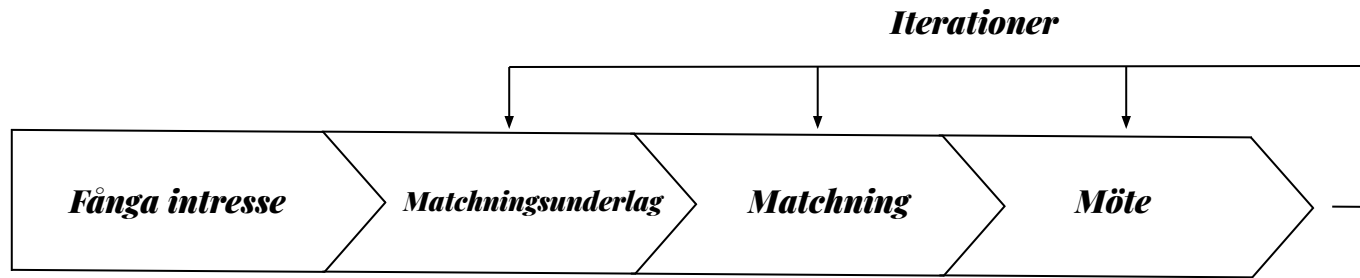 Iterationer
Fånga intresse
Matchningsunderlag
Matchning
Möte